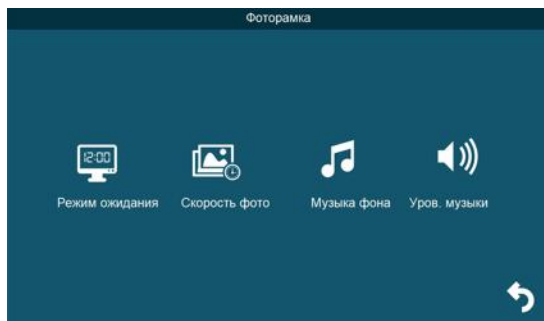 Фоторамка
12:00
Режим ожидания
Скорость фото
Музыка фона
Уров. музыки